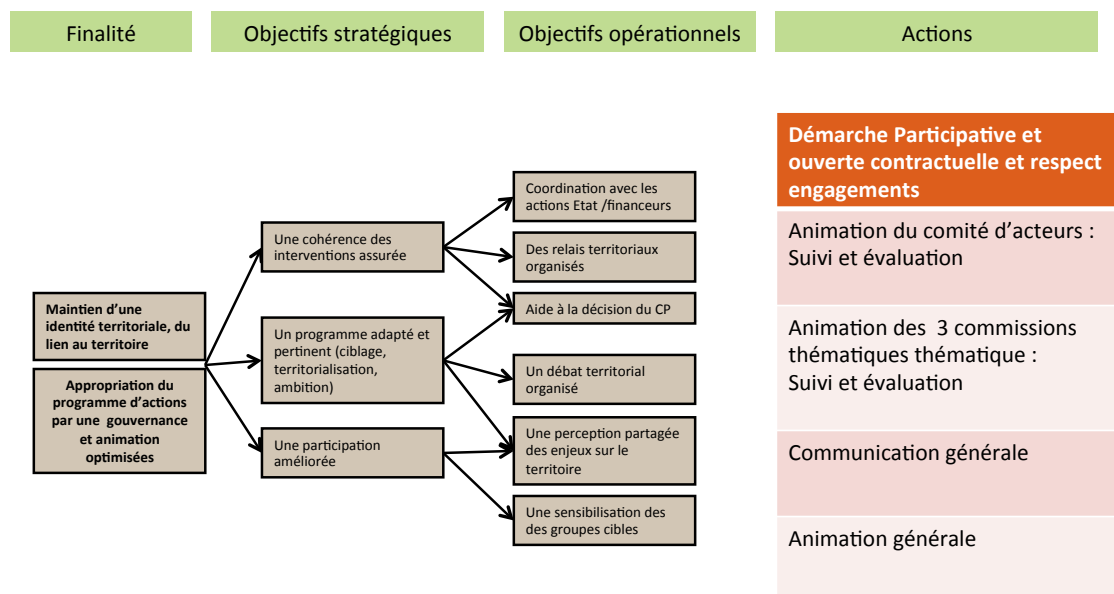 Finalité
Objectifs stratégiques
Objectifs opérationnels
Actions
Maintien d’une
identité territoriale, du
lien au territoire
Appropriation du
programme d’actions
par une gouvernance
et animation
optimisées
Une cohérence des
interventions assurée
Un programme adapté et
pertinent (ciblage,
territorialisation,
ambition)
Une participation
améliorée
Coordination avec les
actions Etat /financeurs
Des relais territoriaux
organisés
Aide à la décision du CP
Un débat territorial
organisé
Une perception partagée
des enjeux sur le
territoire
Une sensibilisation des
des groupes cibles
Démarche Participative et
ouverte contractuelle et respect
engagements
Animation du comité d’acteurs :
Suivi et évaluation
Animation des 3 commissions
thématiques thématique :
Suivi et évaluation
Communication générale
Animation générale